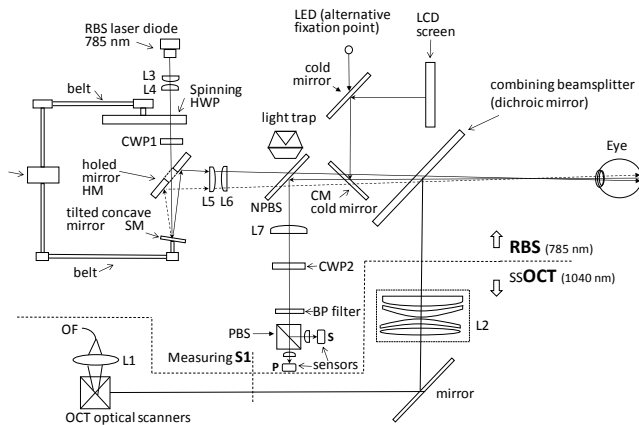 LED (alternative
fixation point)
LCD
screen
RBS laser diode
785 nm
L3
L4
Spinning
HWP
belt
cold
mirror
combining beamsplitter
(dichroic mirror)
light trap
CWP1
Eye
holed
mirror
HM
L5 L6
NPBS
CM
cold mirror
tilted concave
mirror SM
L7
belt
CWP2
RBS (785 nm)
SSOCT (1040 nm)
BP filter
L2
OF
PBS
S
sensors
P
L1
Measuring S1
mirror
OCT optical scanners